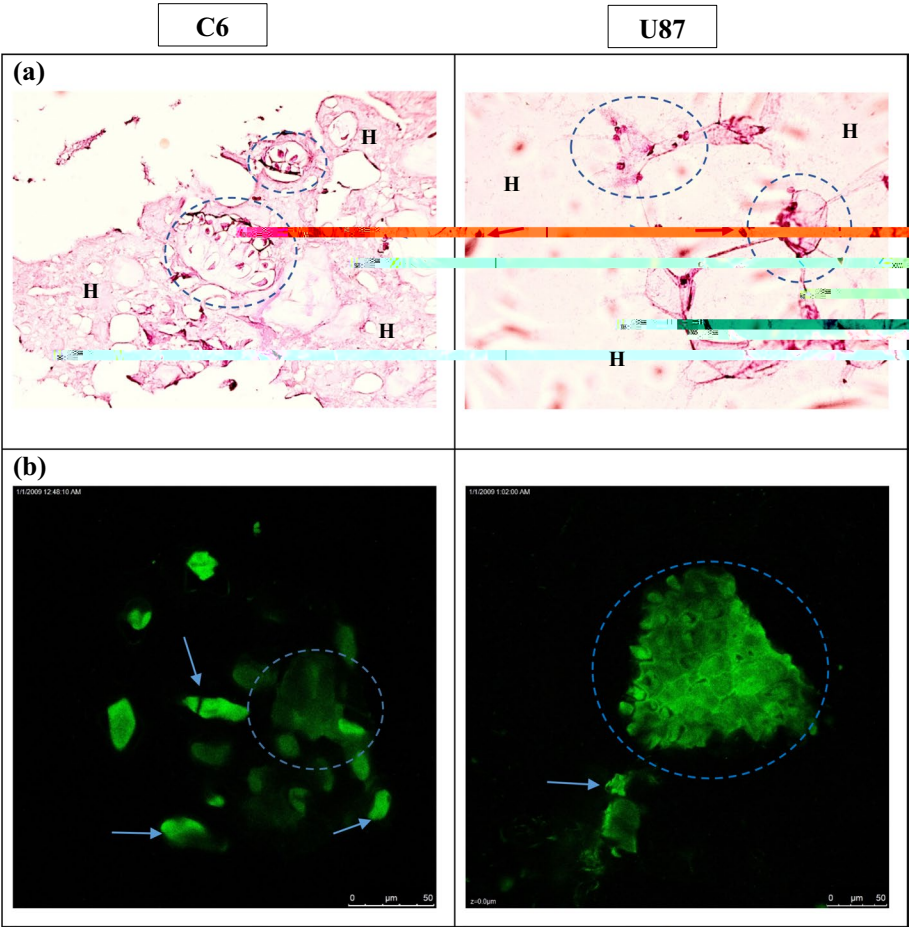 C6
U87
(a)
H
H
H
H
H
H
(b)
1/1/2009 12:48:10 AM
0 µm 50
1/1/2009 1:02:00 AM
z=0.0µm
0 µm 50